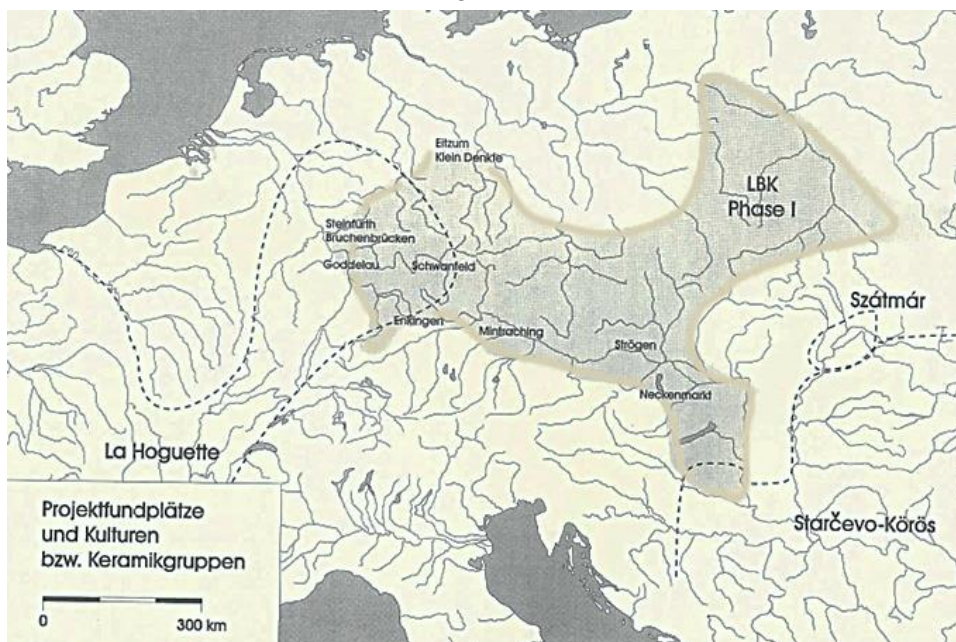 Eitzum
Klein Denkte
LBK
Phase I
Steinfurth
Bruchenbrücken
Goddelau
Schwanfeld
Szátmár
Enkingen
Mintraching
Strögen
Neckenmarkt
La Hoguette
Starčevo-Körös
Projektfundplätze
und Kulturen
bzw. Keramikgruppen
0 300 km